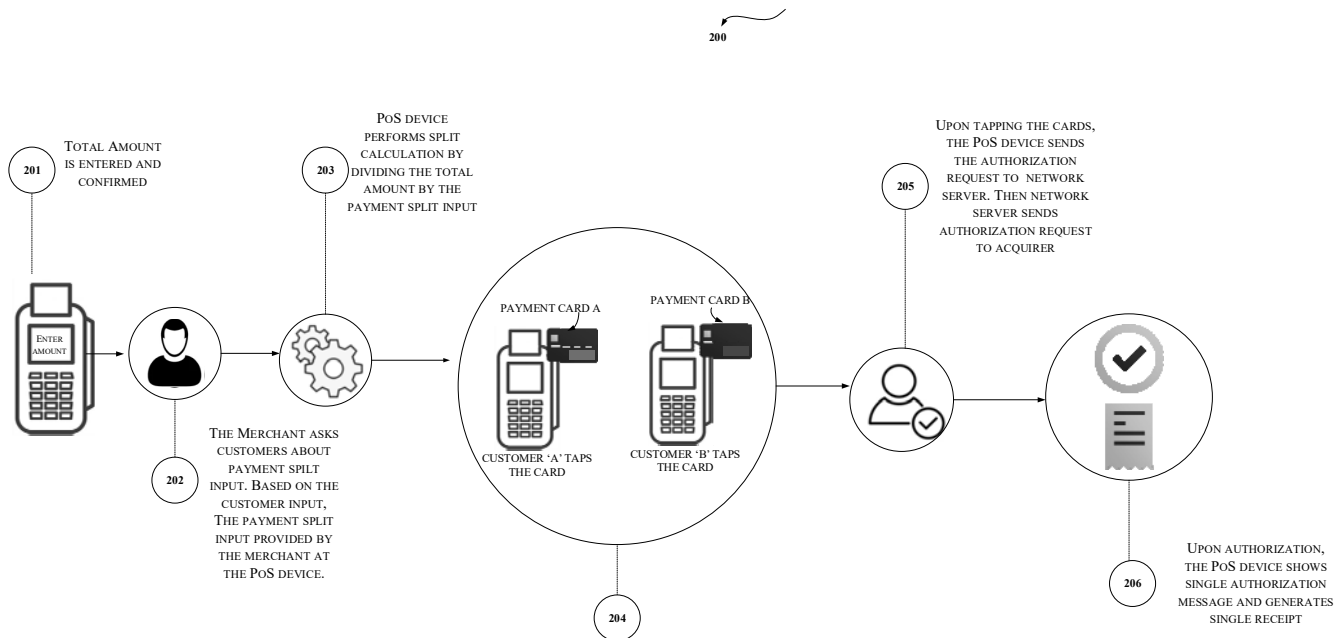 200
201
TOTAL AMOUNT
IS ENTERED AND
CONFIRMED
ENTER
AMOUNT
202
THE MERCHANT ASKS
CUSTOMERS ABOUT
PAYMENT SPILT
INPUT. BASED ON THE
CUSTOMER INPUT,
THE PAYMENT SPLIT
INPUT PROVIDED BY
THE MERCHANT AT
THE POS DEVICE.
203
POS DEVICE
PERFORMS SPLIT
CALCULATION BY
DIVIDING THE TOTAL
AMOUNT BY THE
PAYMENT SPLIT INPUT
PAYMENT CARD A
CUSTOMER ‘A’ TAPS
THE CARD
PAYMENT CARD B
CUSTOMER ‘B’ TAPS
THE CARD
204
205
UPON TAPPING THE CARDS,
THE POS DEVICE SENDS
THE AUTHORIZATION
REQUEST TO NETWORK
SERVER. THEN NETWORK
SERVER SENDS
AUTHORIZATION REQUEST
TO ACQUIRER
206
UPON AUTHORIZATION,
THE POS DEVICE SHOWS
SINGLE AUTHORIZATION
MESSAGE AND GENERATES
SINGLE RECEIPT